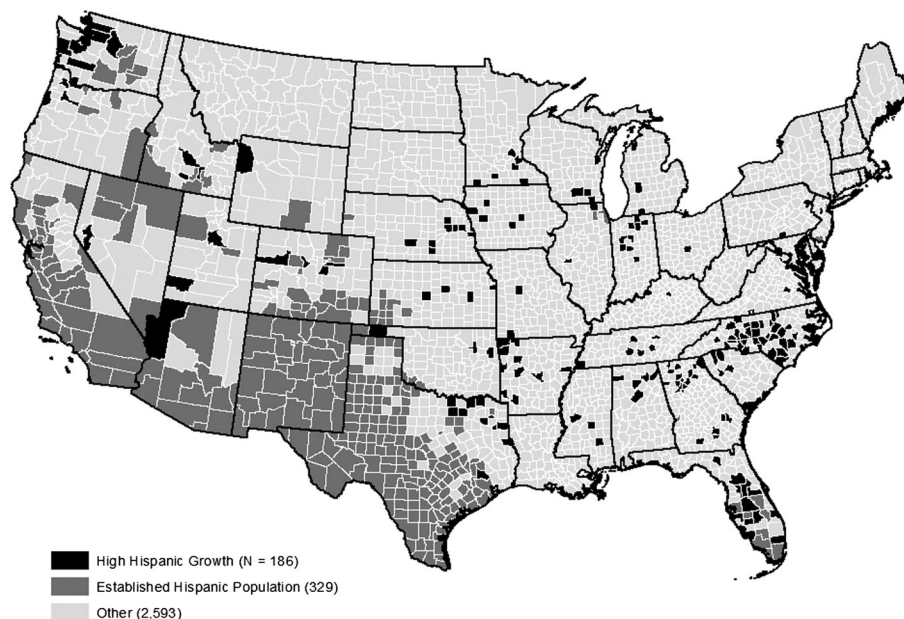 High Hispanic Growth (N = 186)
Established Hispanic Population (329)
Other (2,593)